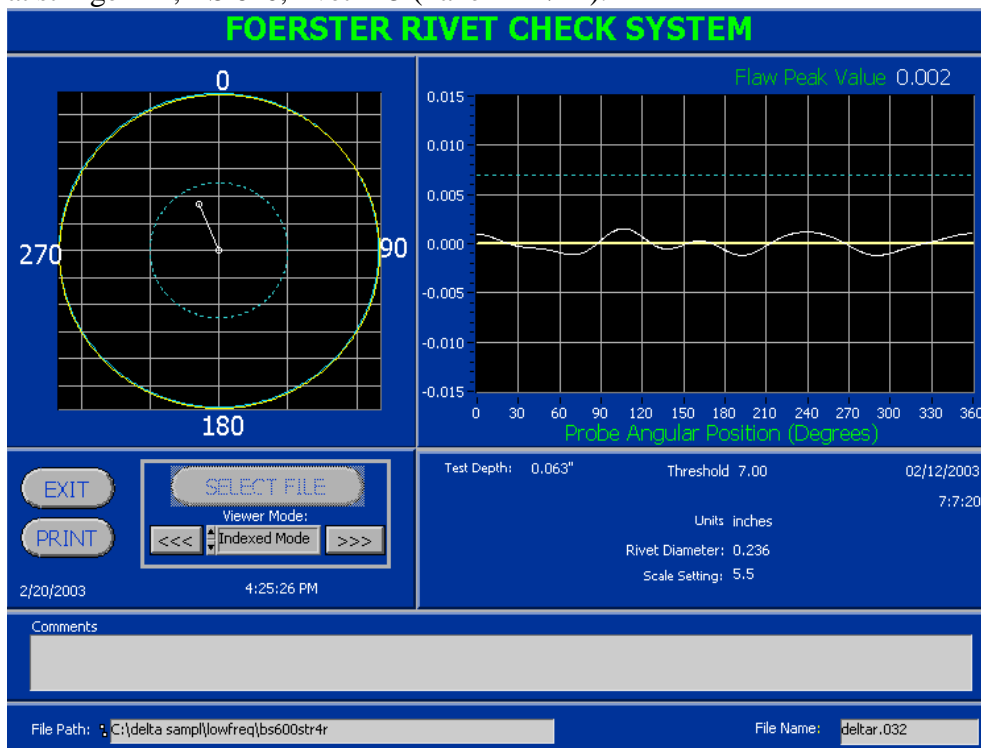 FOERSTER RIVET CHECK SYSTEM
0
270
90
180
Flaw Peak Value 0.002
0.015
0.010
0.005
0.000
-0.005
-0.010
-0.015
0 30 60 90 120 150 180 210 240 270 300 330 360
Probe Angular Position (Degrees)
EXIT
PRINT
SELECT FILE
Viewer Mode:
<<< Indexed Mode >>>
2/20/2003 4:25:26 PM
Test Depth: 0.063" Threshold 7.00 02/12/2003
7:7:20
Units inches
Rivet Diameter: 0.236
Scale Setting: 5.5
Comments
File Path: C:\delta sampl\lowfreq\bs600str4r
File Name: deltar.032